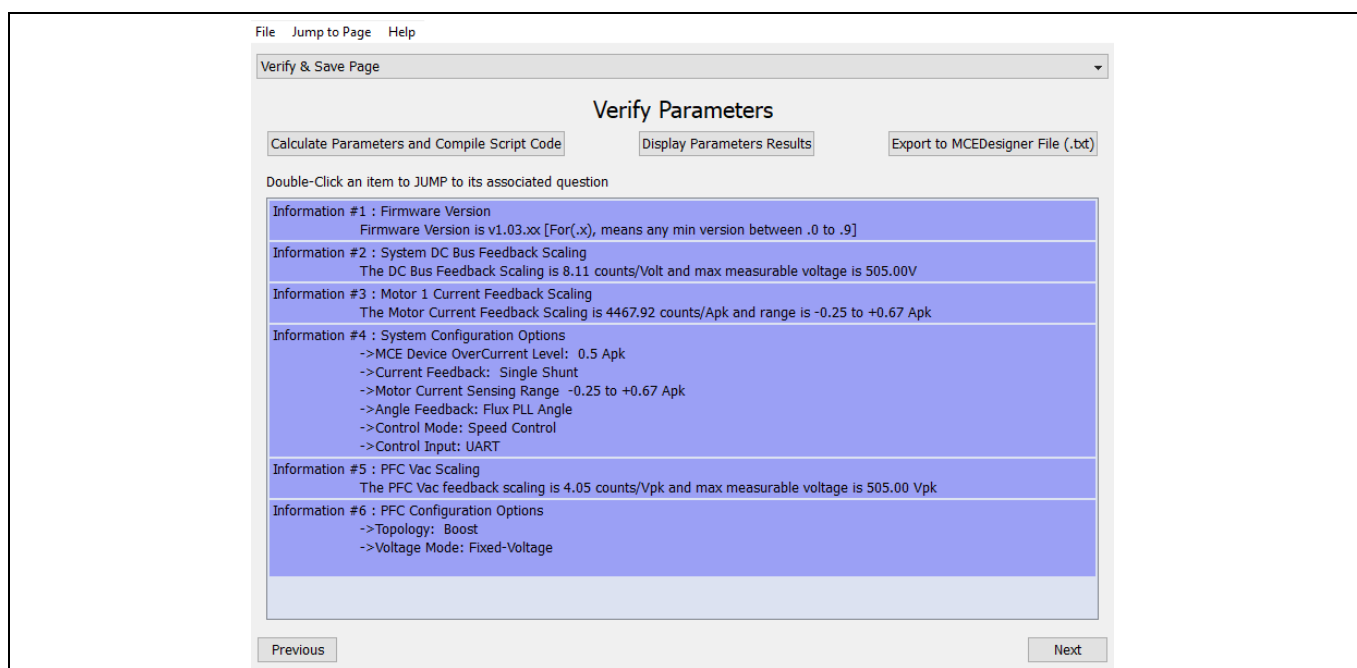 File Jump to Page Help
Verify & Save Page
Verify Parameters
Calculate Parameters and Compile Script Code Display Parameters Results Export to MCEDesigner File (.txt)
Double-Click an item to JUMP to its associated question
Information #1 : Firmware Version
Firmware Version is v1.03.xx [For(.x), means any min version between .0 to .9]
Information #2 : System DC Bus Feedback Scaling
The DC Bus Feedback Scaling is 8.11 counts/Volt and max measurable voltage is 505.00V
Information #3 : Motor 1 Current Feedback Scaling
The Motor Current Feedback Scaling is 4467.92 counts/Apk and range is -0.25 to +0.67 Apk
Information #4 : System Configuration Options
->MCE Device OverCurrent Level: 0.5 Apk
->Current Feedback: Single Shunt
->Motor Current Sensing Range -0.25 to +0.67 Apk
->Angle Feedback: Flux PLL Angle
->Control Mode: Speed Control
->Control Input: UART
Information #5 : PFC Vac Scaling
The PFC Vac feedback scaling is 4.05 counts/Vpk and max measurable voltage is 505.00 Vpk
Information #6 : PFC Configuration Options
->Topology: Boost
->Voltage Mode: Fixed-Voltage
Previous Next